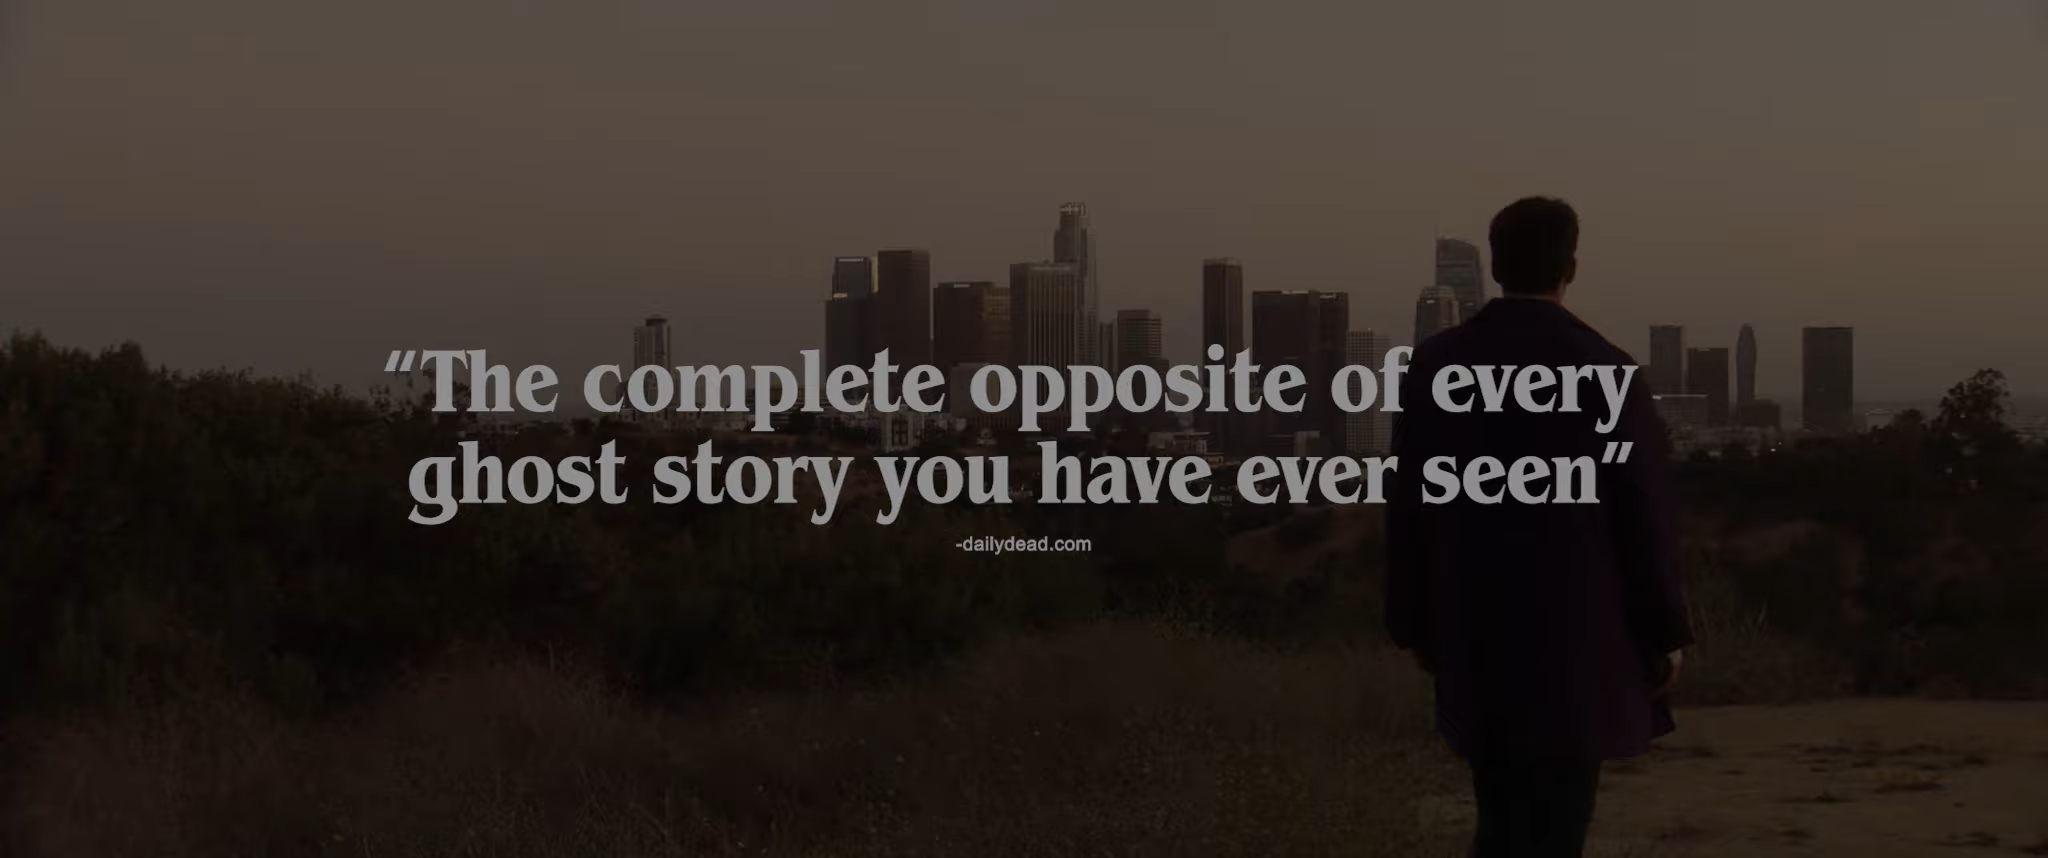 “The complete opposite of every
ghost story you have ever seen”
-dailydead.com